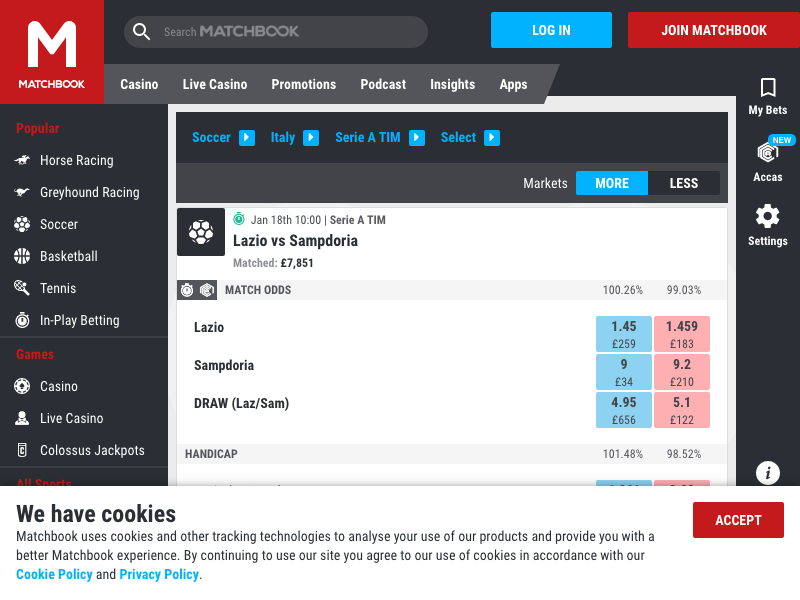 MATCHBOOK
Search MATCHBOOK
LOG IN
JOIN MATCHBOOK
Casino
Live Casino
Promotions
Podcast
Insights
Apps
My Bets
NEW
Accas
Settings
Popular
Horse Racing
Greyhound Racing
Soccer
Basketball
Tennis
In-Play Betting
Games
Casino
Live Casino
Colossus Jackpots
All Sports
Soccer
Italy
Serie A TIM
Select
Markets
MORE
LESS
Jan 18th 10:00 | Serie A TIM
Lazio vs Sampdoria
Matched: £7,851
MATCH ODDS 100.26% 99.03%
Lazio 1.45 1.459
£259 £183
Sampdoria 9 9.2
£34 £210
DRAW (Laz/Sam) 4.95 5.1
£656 £122
HANDICAP 101.48% 98.52%
We have cookies
Matchbook uses cookies and other tracking technologies to analyse your use of our products and provide you with a
better Matchbook experience. By continuing to use our site you agree to our use of cookies in accordance with our
Cookie Policy and Privacy Policy.
ACCEPT